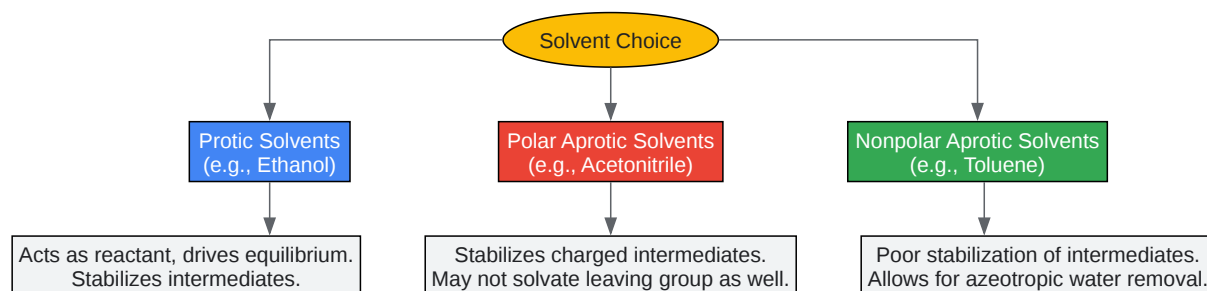 Solvent Choice
Protic Solvents
(e.g., Ethanol)
Polar Aprotic Solvents
(e.g., Acetonitrile)
Nonpolar Aprotic Solvents
(e.g., Toluene)
Acts as reactant, drives equilibrium.
Stabilizes intermediates.
Stabilizes charged intermediates.
May not solvate leaving group as well.
Poor stabilization of intermediates.
Allows for azeotropic water removal.